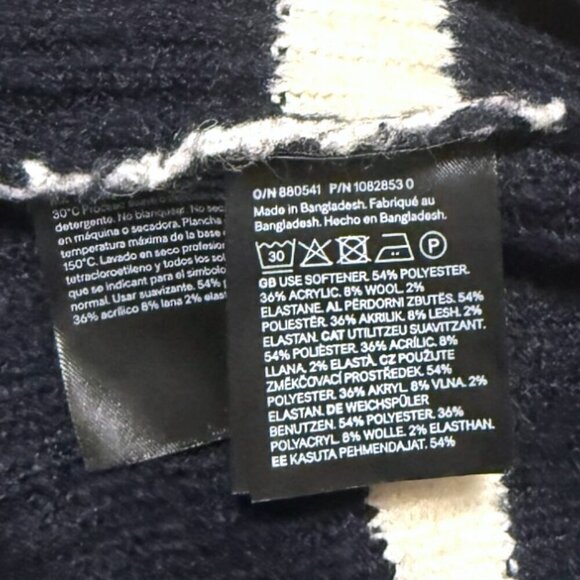 30°C Proceso
detergente. No blanquear. No sec
en máquina o secadora. Plancha
temperatura máxima de la base
150°C. Lavado en seco profesior
tetracloroetileno y todos los sol
que se indican para el símbolo
normal. Usar suavizante. 54%
36% acrílico 8% lana 2% elast
O/N 880541 P/N 1082853 0
Made in Bangladesh. Fabriqué au
Bangladesh. Hecho en Bangladesh.
30 P
GB USE SOFTENER. 54% POLYESTER.
36% ACRYLIC. 8% WOOL. 2%
ELASTANE. AL PËRDORNI ZBUTËS. 54%
POLIESTËR. 36% AKRILIK. 8% LESH. 2%
ELASTAN. CAT UTILITZEU SUAVITZANT.
54% POLIÈSTER. 36% ACRÍLIC. 8%
LLANA. 2% ELASTÀ. CZ POUŽIJTE
ZMĚKČOVACÍ PROSTŘEDEK. 54%
POLYESTER. 36% AKRYL. 8% VLNA. 2%
ELASTAN. DE WEICHSPÜLER
BENUTZEN. 54% POLYESTER. 36%
POLYACRYL. 8% WOLLE. 2% ELASTHAN.
EE KASUTA PEHMENDAJAT. 54%